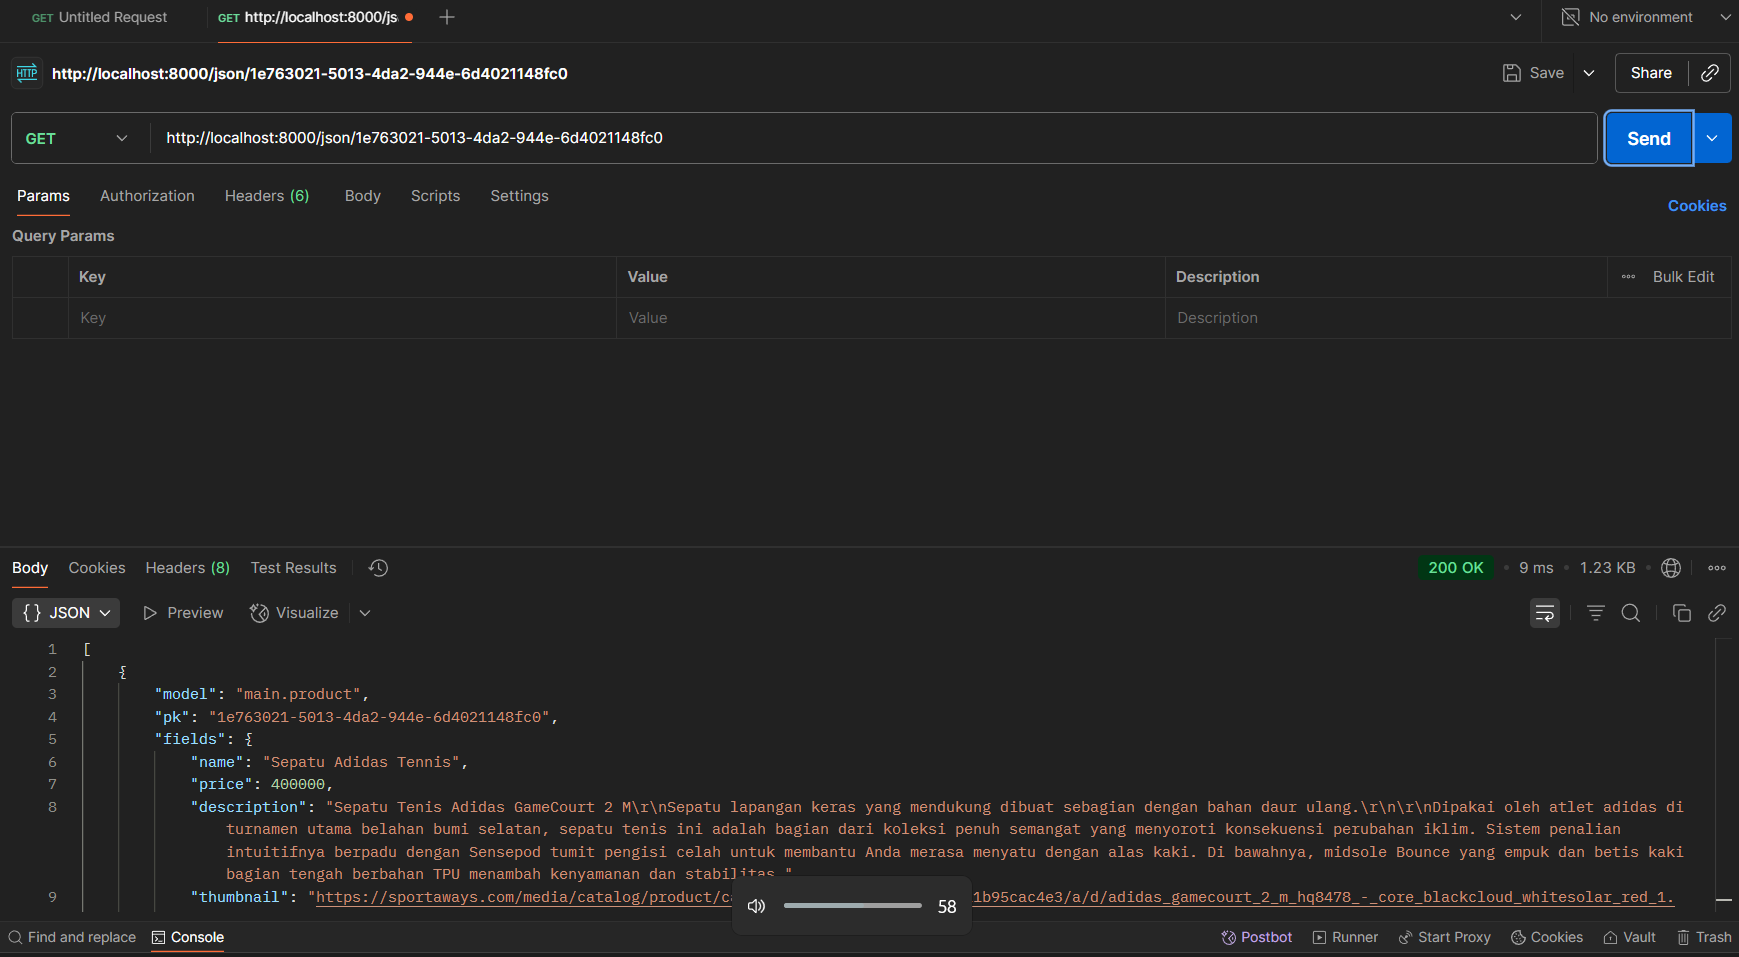 GET Untitled Request
GET http://localhost:8000/js
No environment
HTTP http://localhost:8000/json/1e763021-5013-4da2-944e-6d4021148fc0
Save
Share
GET http://localhost:8000/json/1e763021-5013-4da2-944e-6d4021148fc0
Send
Params Authorization Headers (6) Body Scripts Settings
Cookies
Query Params
Key Value Description Bulk Edit
Key Value Description
Body Cookies Headers (8) Test Results
200 OK • 9 ms • 1.23 KB
{} JSON Preview Visualize
1 [
2 {
3 "model": "main.product",
4 "pk": "1e763021-5013-4da2-944e-6d4021148fc0",
5 "fields": {
6 "name": "Sepatu Adidas Tennis",
7 "price": 400000,
8 "description": "Sepatu Tenis Adidas GameCourt 2 M\r\nSepatu lapangan keras yang mendukung dibuat sebagian dengan bahan daur ulang.\r\n\r\nDipakai oleh atlet adidas di
turnamen utama belahan bumi selatan, sepatu tenis ini adalah bagian dari koleksi penuh semangat yang menyoroti konsekuensi perubahan iklim. Sistem penalian
intuitifnya berpadu dengan Sensepod tumit pengisi celah untuk membantu Anda merasa menyatu dengan alas kaki. Di bawahnya, midsole Bounce yang empuk dan betis kaki
bagian tengah berbahan TPU menambah kenyamanan dan stabilitas."
9 "thumbnail": "https://sportaways.com/media/catalog/product/c 1b95cac4e3/a/d/adidas_gamecourt_2_m_hq8478_-_core_blackcloud_whitesolar_red_1.
58
Find and replace Console
Postbot Runner Start Proxy Cookies Vault Trash